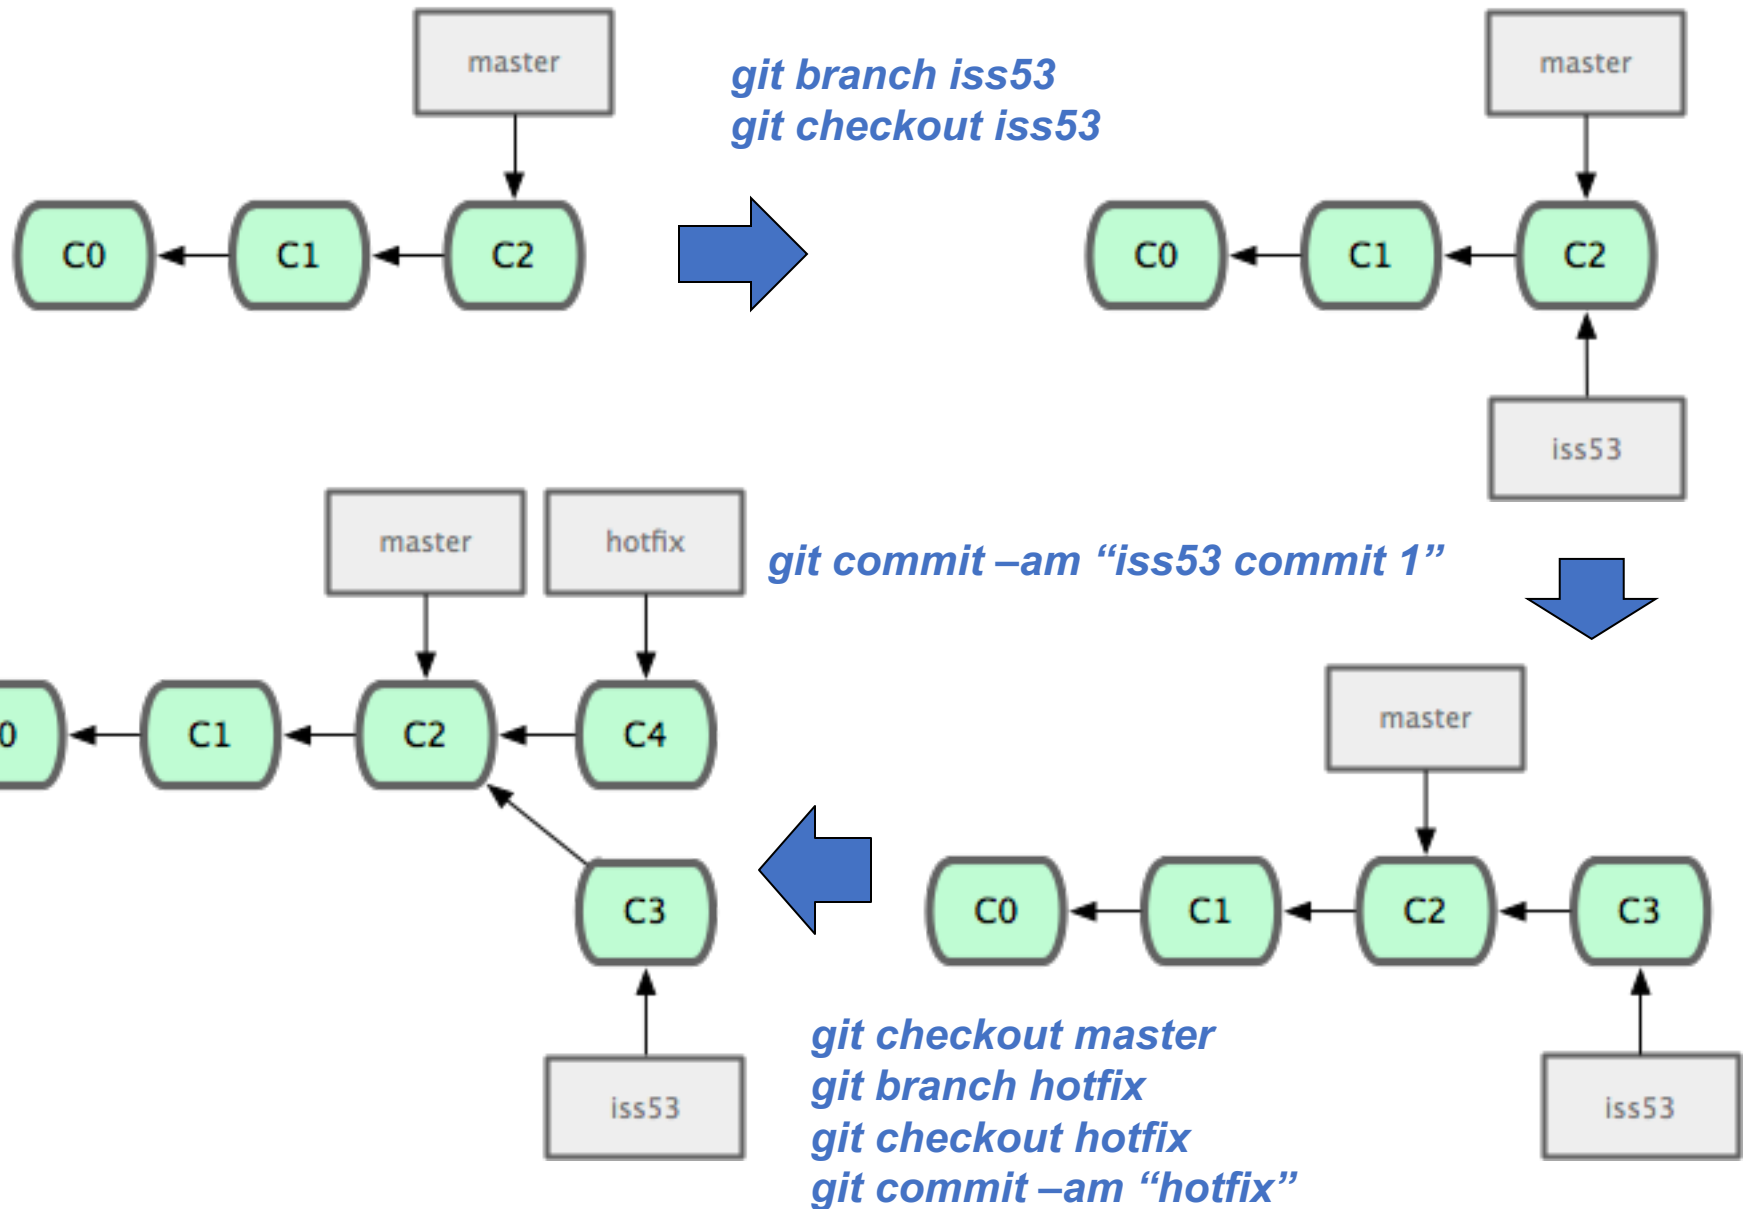 master
git branch iss53
git checkout iss53
C0
C1
C2
master
C0
C1
C2
iss53
git commit –am “iss53 commit 1”
master
hotfix
0
C1
C2
C4
C3
iss53
master
C0
C1
C2
C3
iss53
git checkout master
git branch hotfix
git checkout hotfix
git commit –am “hotfix”